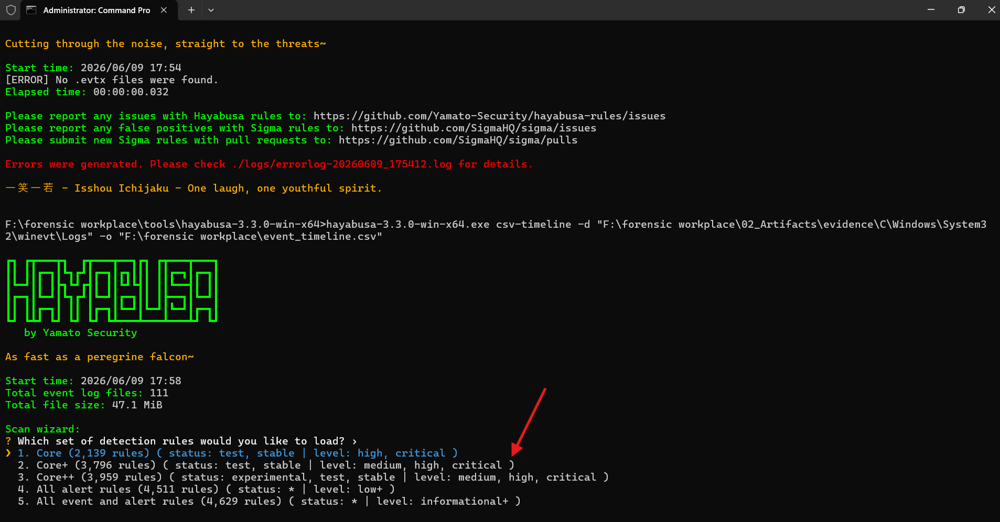 Administrator: Command Pro
Cutting through the noise, straight to the threats~
Start time: 2026/06/09 17:54
[ERROR] No .evtx files were found.
Elapsed time: 00:00:00.032
Please report any issues with Hayabusa rules to: https://github.com/Yamato-Security/hayabusa-rules/issues
Please report any false positives with Sigma rules to: https://github.com/SigmaHQ/sigma/issues
Please submit new Sigma rules with pull requests to: https://github.com/SigmaHQ/sigma/pulls
Errors were generated. Please check ./logs/errorlog-20260609_175412.log for details.
一笑一若 - Isshou Ichijaku - One laugh, one youthful spirit.
F:\forensic workplace\tools\hayabusa-3.3.0-win-x64>hayabusa-3.3.0-win-x64.exe csv-timeline -d "F:\forensic workplace\02_Artifacts\evidence\C\Windows\System3
2\winevt\Logs" -o "F:\forensic workplace\event_timeline.csv"
HAYABUSA
by Yamato Security
As fast as a peregrine falcon~
Start time: 2026/06/09 17:58
Total event log files: 111
Total file size: 47.1 MiB
Scan wizard:
? Which set of detection rules would you like to load? ›
❯ 1. Core (2,139 rules) ( status: test, stable | level: high, critical )
2. Core+ (3,796 rules) ( status: test, stable | level: medium, high, critical )
3. Core++ (3,959 rules) ( status: experimental, test, stable | level: medium, high, critical )
4. All alert rules (4,511 rules) ( status: * | level: low+ )
5. All event and alert rules (4,629 rules) ( status: * | level: informational+ )